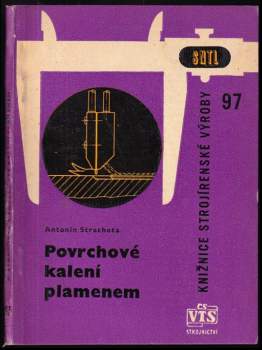 SNTL
97
KNIŽNICE STROJÍRENSKÉ VÝROBY
Antonín Strachota
Povrchové
kalení
plamenem
ČS
VTS
STROJNICTVÍ